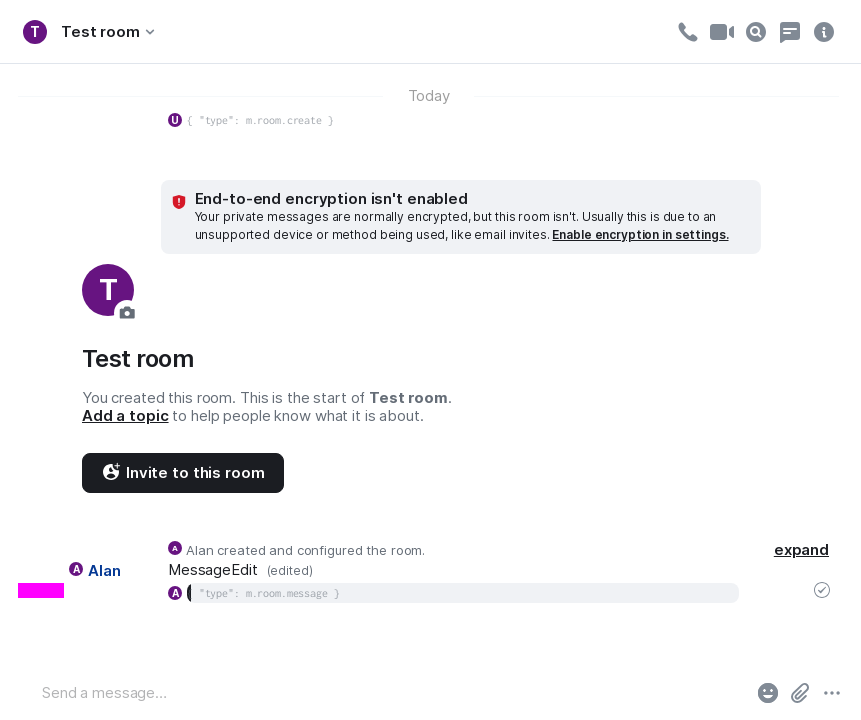 T Test room
Today
U { "type": m.room.create }
End-to-end encryption isn't enabled
Your private messages are normally encrypted, but this room isn't. Usually this is due to an
unsupported device or method being used, like email invites. Enable encryption in settings.
T
Test room
You created this room. This is the start of Test room.
Add a topic to help people know what it is about.
Invite to this room
A Alan created and configured the room. expand
A Alan MessageEdit (edited)
A "type": m.room.message }
Send a message…